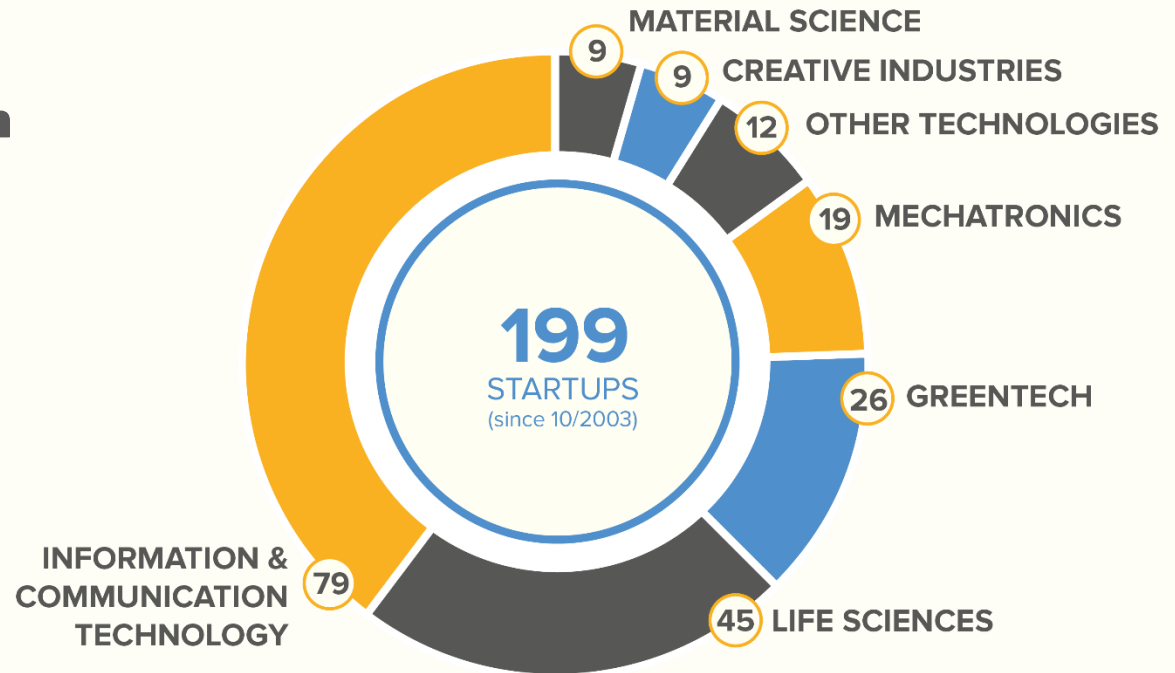 9 MATERIAL SCIENCE
9 CREATIVE INDUSTRIES
12 OTHER TECHNOLOGIES
19 MECHATRONICS
26 GREENTECH
45 LIFE SCIENCES
INFORMATION &
COMMUNICATION
TECHNOLOGY
79
199
STARTUPS
(since 10/2003)